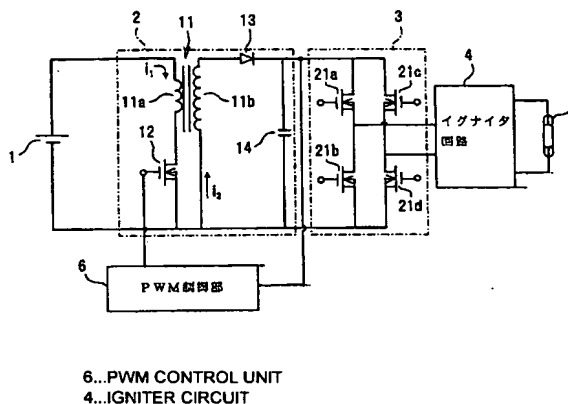 2
11
13
3
i₁
11a
11b
21a
21c
4
イグナイタ
回路
12
14
1
i₂
21b
21d
6
PWM制御部
6...PWM CONTROL UNIT
4...IGNITER CIRCUIT